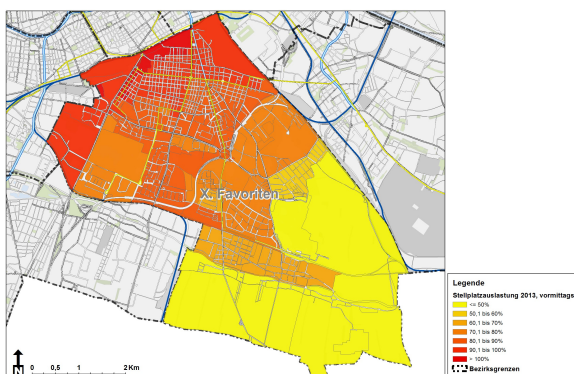 X. Favoriten
Legende
Stellplatzauslastung 2013, vormittags
<= 50%
50,1 bis 60%
60,1 bis 70%
70,1 bis 80%
80,1 bis 90%
90,1 bis 100%
> 100%
Bezirksgrenzen
N
0 0,5 1 2 Km